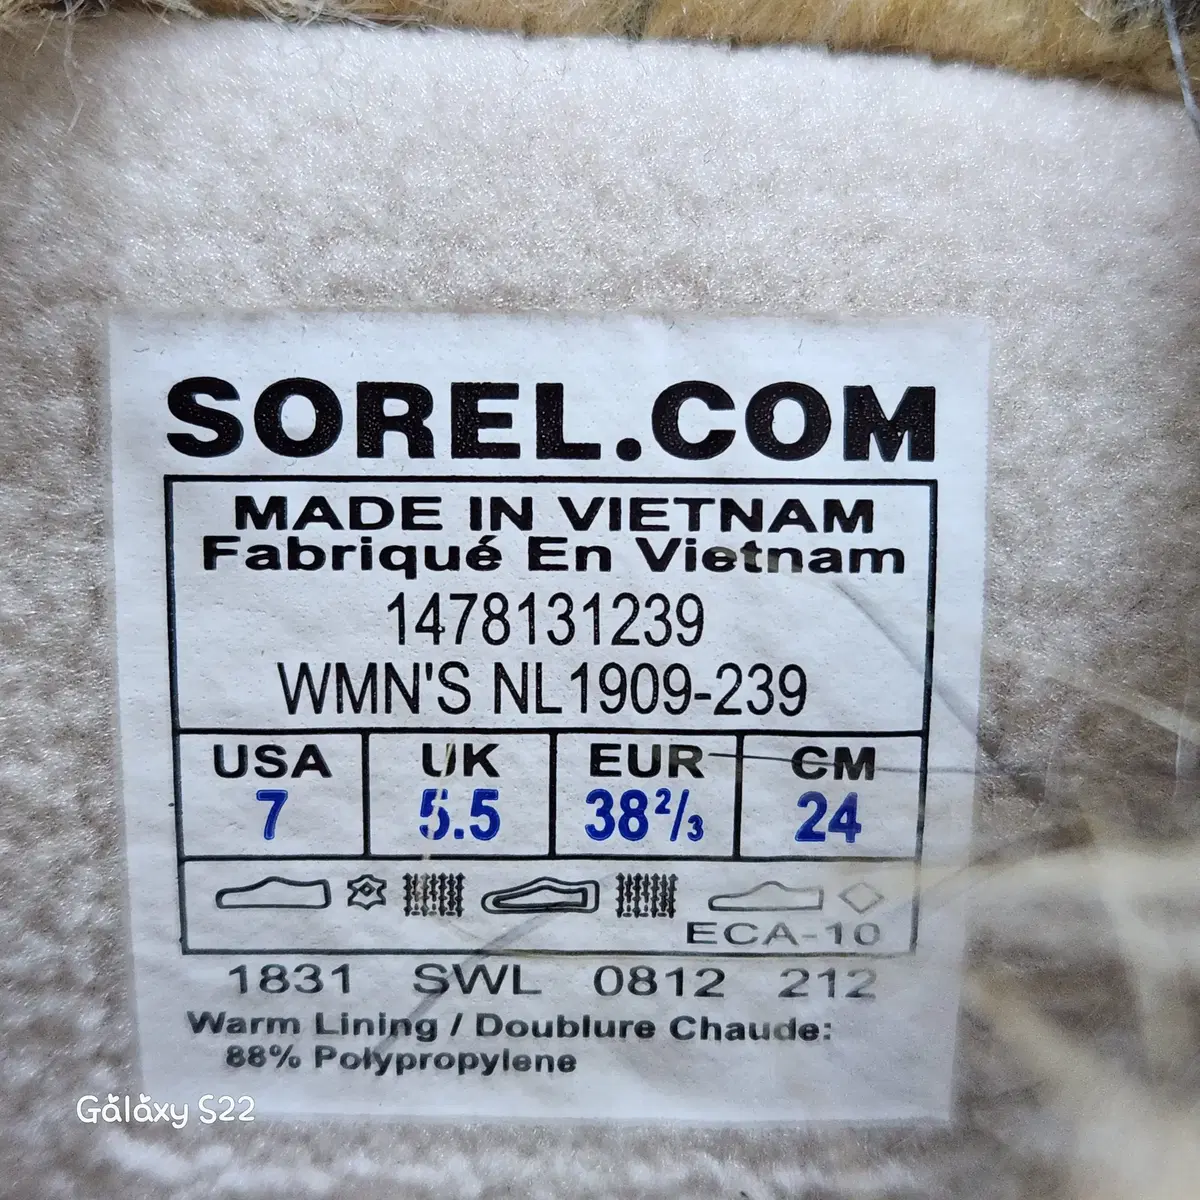 SOREL.COM
MADE IN VIETNAM
Fabriqué En Vietnam
1478131239
WMN'S NL1909-239
USA UK EUR CM
7 5.5 38²/₃ 24
ECA-10
1831 SWL 0812 212
Warm Lining / Doublure Chaude:
88% Polypropylene
Gălăxy S22